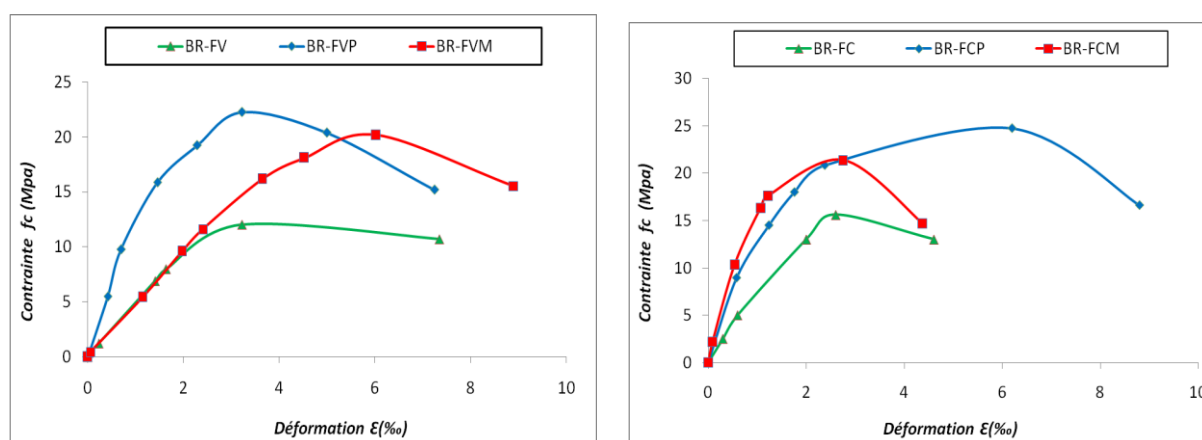 BR-FV BR-FVP BR-FVM
25
20
15
10
5
0
0 2 4 6 8 10
Contrainte fc (Mpa)
Déformation Ɛ(‰)
BR-FC BR-FCP BR-FCM
30
25
20
15
10
5
0
0 2 4 6 8 10
Contrainte fc (Mpa)
Déformation Ɛ(‰)